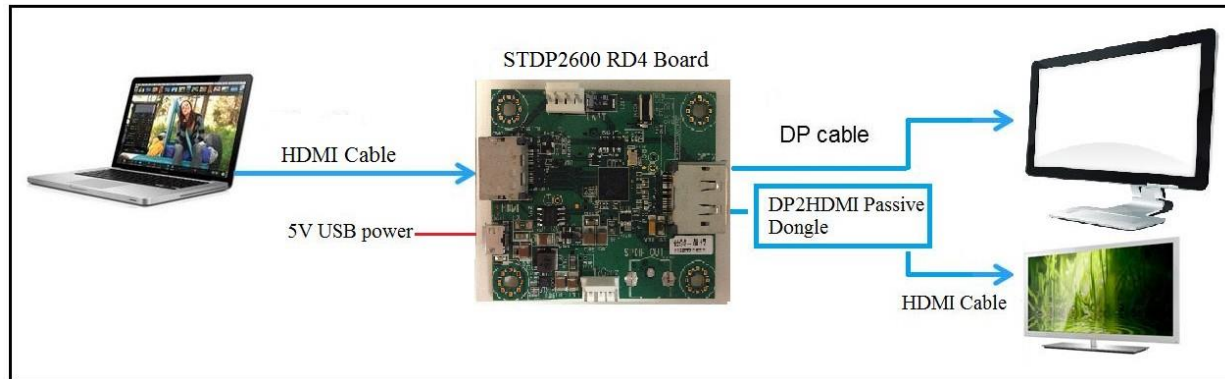 STDP2600 RD4 Board
HDMI Cable
DP cable
5V USB power
DP2HDMI Passive
Dongle
HDMI Cable